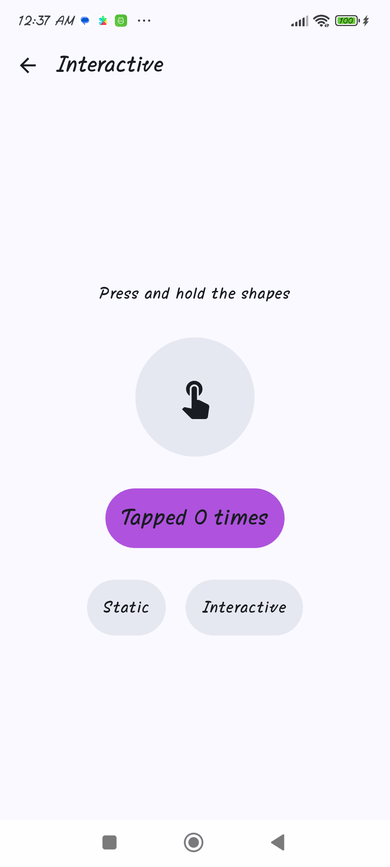 12:37 AM
100
Interactive
Press and hold the shapes
Tapped 0 times
Static
Interactive